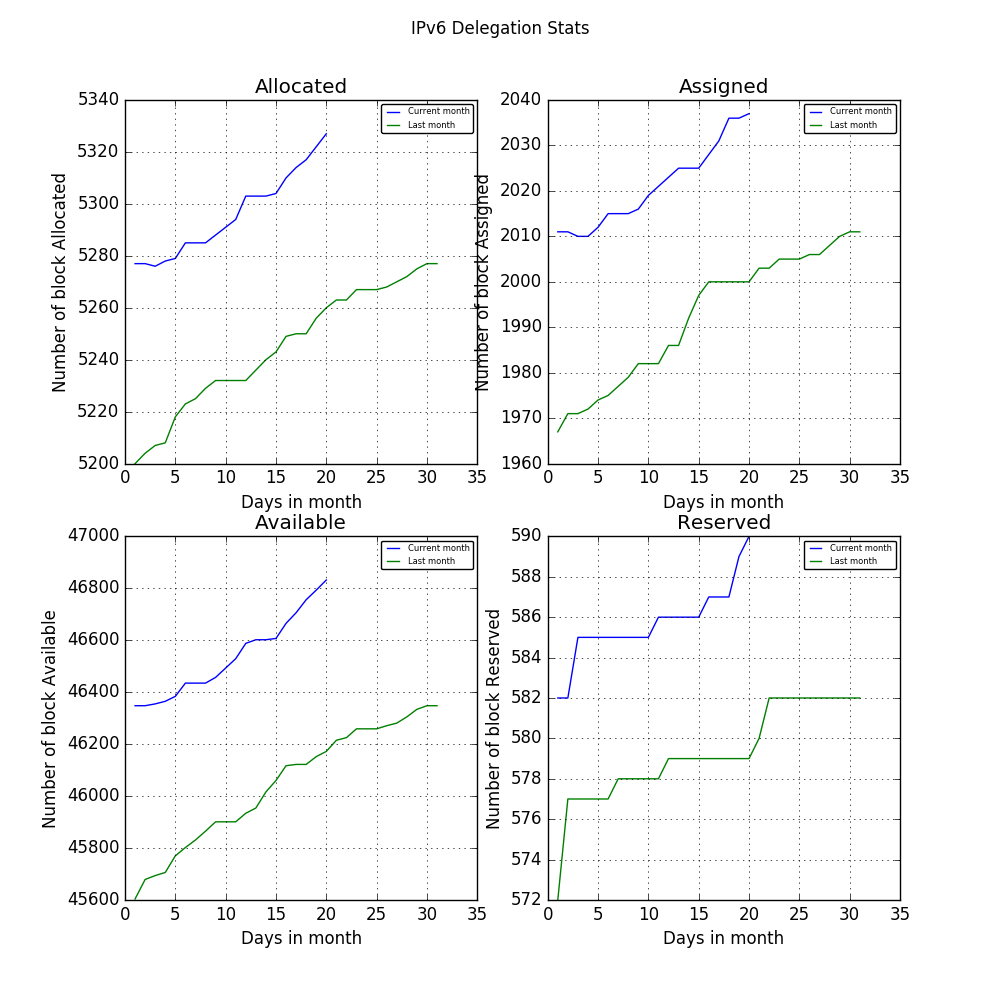 IPv6 Delegation Stats
Allocated
Number of block Allocated
5340
5320
5300
5280
5260
5240
5220
5200
Current month
Last month
0 5 10 15 20 25 30 35
Days in month
Assigned
Number of block Assigned
2040
2030
2020
2010
2000
1990
1980
1970
1960
Current month
Last month
0 5 10 15 20 25 30 35
Days in month
Available
Number of block Available
47000
46800
46600
46400
46200
46000
45800
45600
Current month
Last month
0 5 10 15 20 25 30 35
Days in month
Reserved
Number of block Reserved
590
588
586
584
582
580
578
576
574
572
Current month
Last month
0 5 10 15 20 25 30 35
Days in month